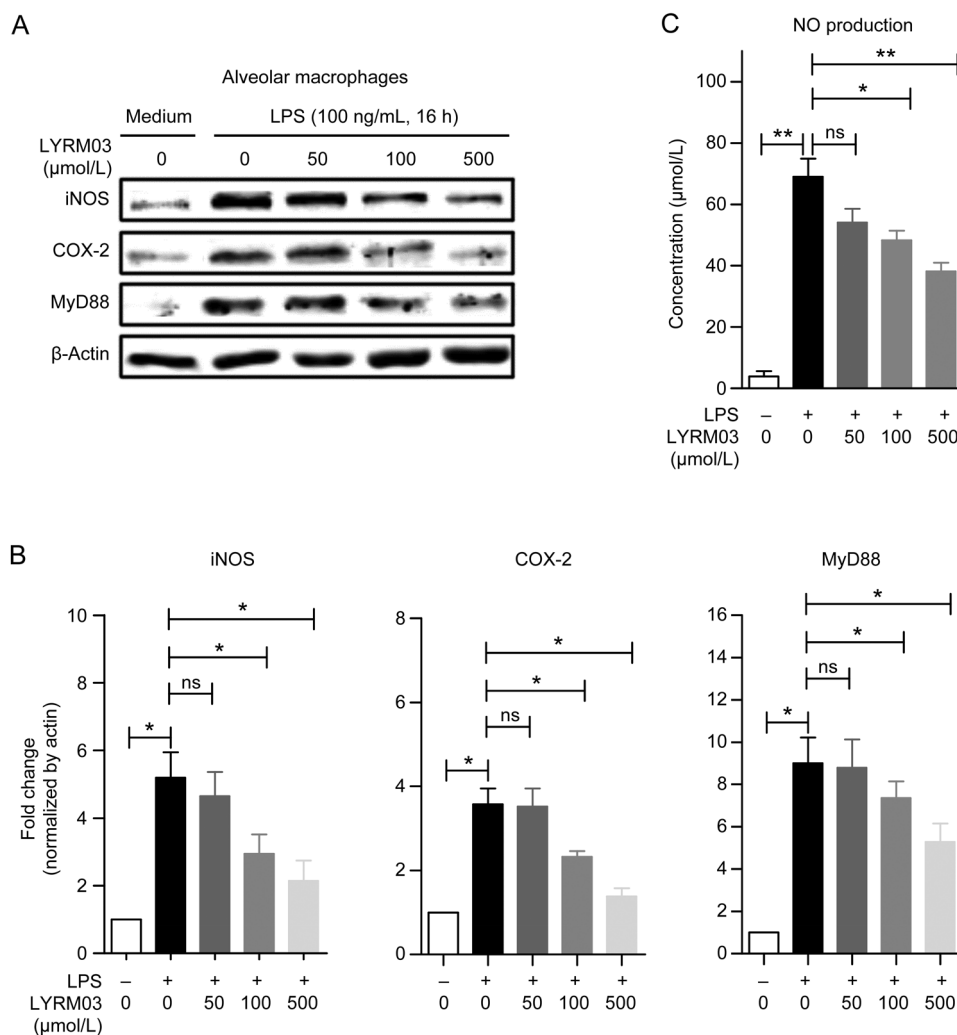 A
Alveolar macrophages
Medium LPS (100 ng/mL, 16 h)
LYRM03
(μmol/L)
0 0 50 100 500
iNOS
COX-2
MyD88
β-Actin
C
NO production
Concentration (μmol/L)
100
80
60
40
20
0
**
*
** ns
LPS – + + + +
LYRM03 0 0 50 100 500
(μmol/L)
B
iNOS
Fold change
(normalized by actin)
10
8
6
4
2
0
*
*
ns
*
LPS – + + + +
LYRM03 0 0 50 100 500
(μmol/L)
COX-2
8
6
4
2
0
*
*
ns
*
– + + + +
0 0 50 100 500
MyD88
16
14
12
10
8
6
4
2
0
*
*
ns
*
– + + + +
0 0 50 100 500